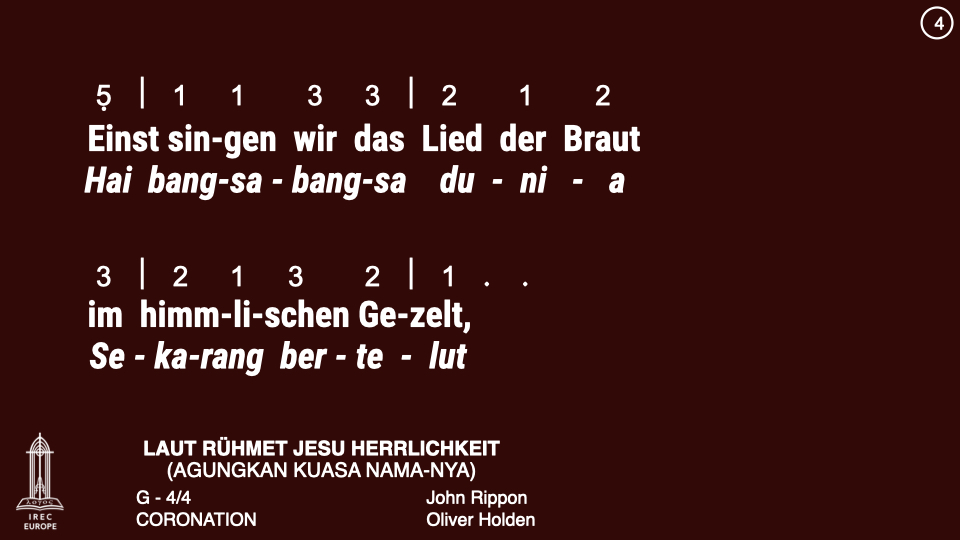 4
5̣ | 1 1 3 3 | 2 1 2
Einst sin-gen wir das Lied der Braut
Hai bang-sa - bang-sa du - ni - a
3 | 2 1 3 2 | 1 . .
im himm-li-schen Ge-zelt,
Se - ka-rang ber - te - lut
LAUT RÜHMET JESU HERRLICHKEIT
(AGUNGKAN KUASA NAMA-NYA)
G - 4/4 John Rippon
CORONATION Oliver Holden
ΛΟΓΟΣ
IREC
EUROPE